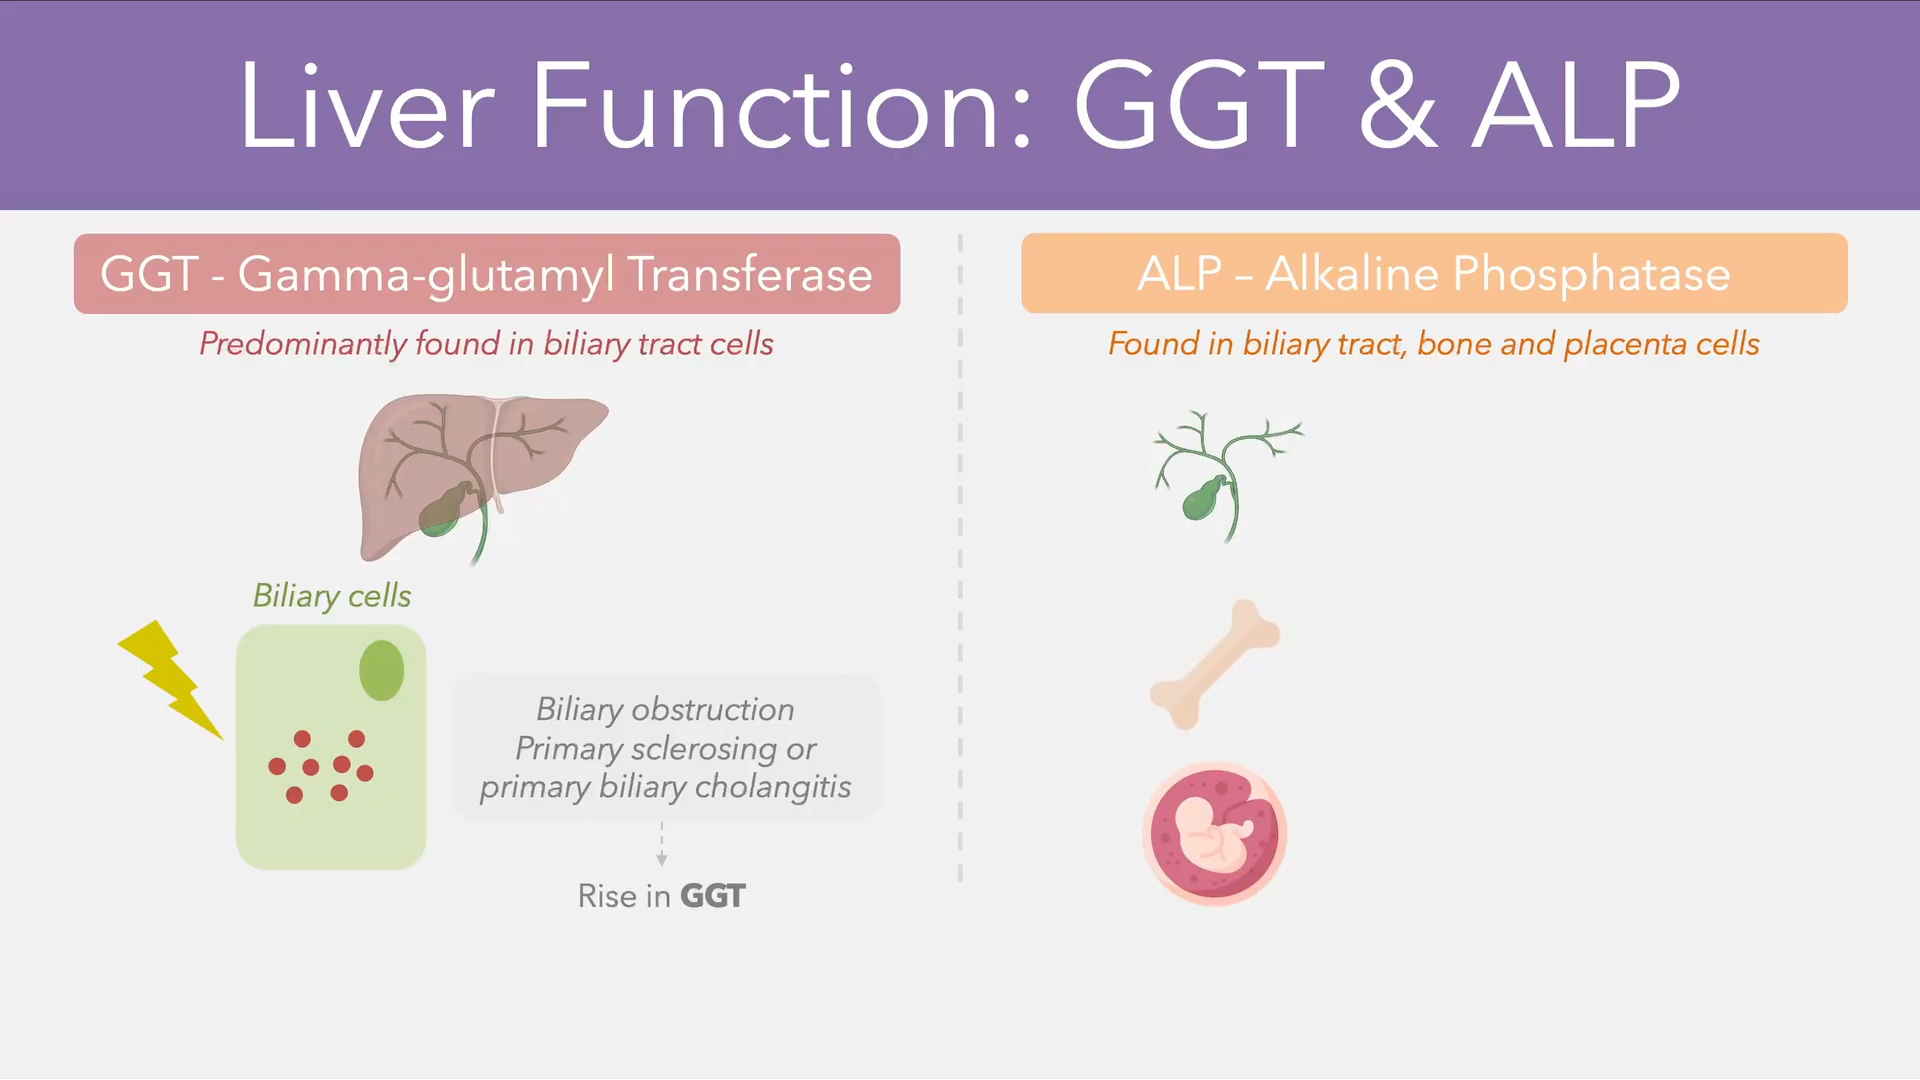 Liver Function: GGT & ALP
GGT - Gamma-glutamyl Transferase
Predominantly found in biliary tract cells
Biliary cells
Biliary obstruction
Primary sclerosing or
primary biliary cholangitis
Rise in GGT
ALP – Alkaline Phosphatase
Found in biliary tract, bone and placenta cells